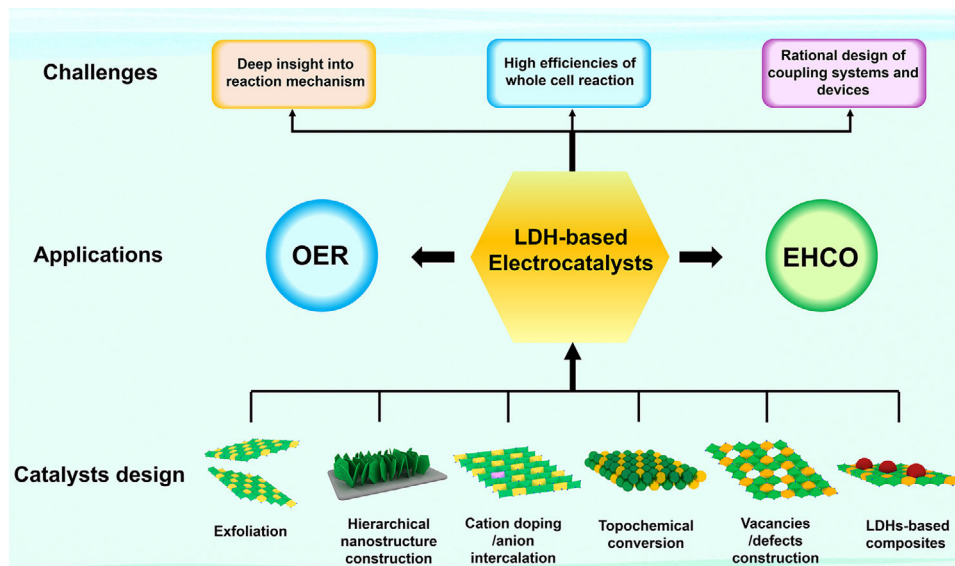 Challenges
Deep insight into
reaction mechanism
High efficiencies of
whole cell reaction
Rational design of
coupling systems and
devices
Applications
OER
LDH-based
Electrocatalysts
EHCO
Catalysts design
Exfoliation
Hierarchical
nanostructure
construction
Cation doping
/anion
intercalation
Topochemical
conversion
Vacancies
/defects
construction
LDHs-based
composites